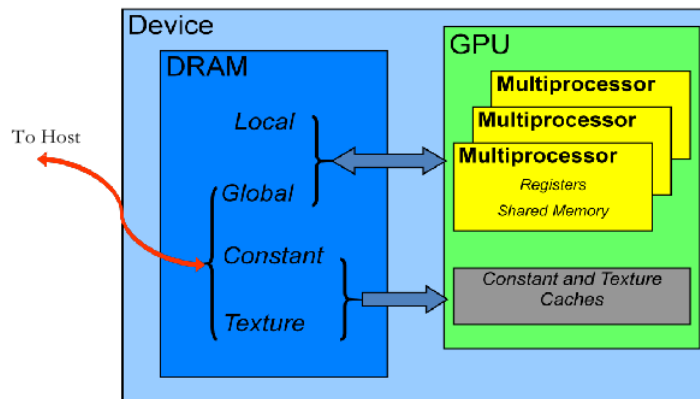 Device
DRAM
GPU
To Host
Local
Global
Constant
Texture
Multiprocessor
Multiprocessor
Multiprocessor
Registers
Shared Memory
Constant and Texture
Caches